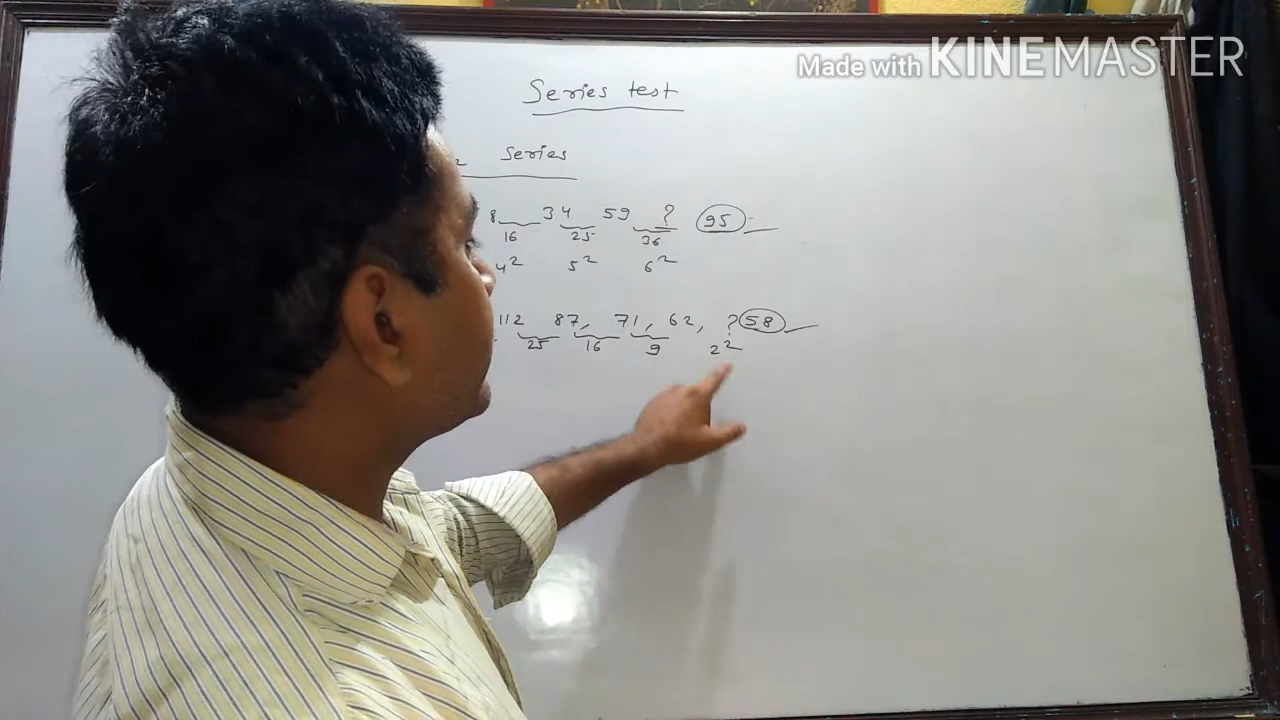 Made with KINEMASTER
Series test
2 Series
8 34 59 ? 95
16 25 36
4² 5² 6²
112 87, 71, 62, ? 58
25 16 9 2²